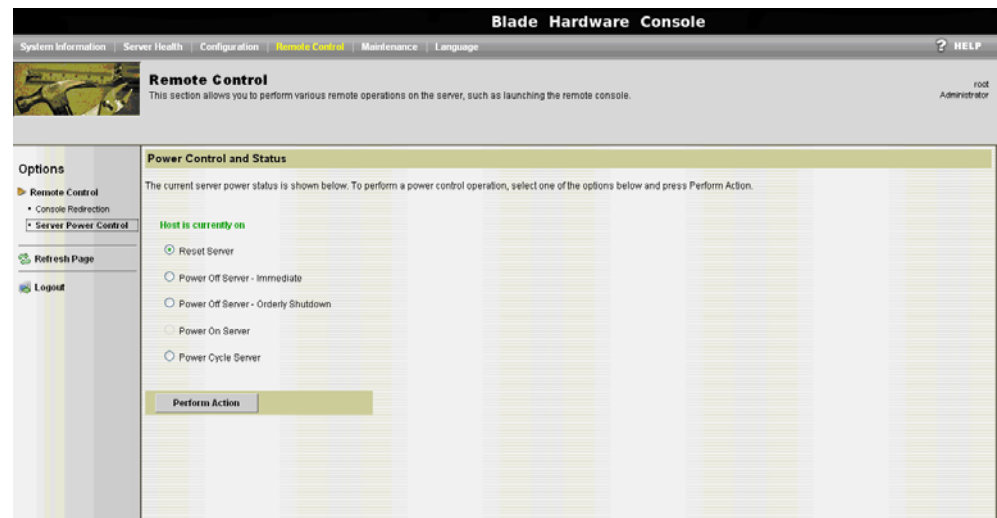 Blade Hardware Console
System Information | Server Health | Configuration | Remote Control | Maintenance | Language
? HELP
Remote Control
This section allows you to perform various remote operations on the server, such as launching the remote console.
root
Administrator
Options
Remote Control
• Console Redirection
• Server Power Control
Refresh Page
Logout
Power Control and Status
The current server power status is shown below. To perform a power control operation, select one of the options below and press Perform Action.
Host is currently on
Reset Server
Power Off Server - Immediate
Power Off Server - Orderly Shutdown
Power On Server
Power Cycle Server
Perform Action